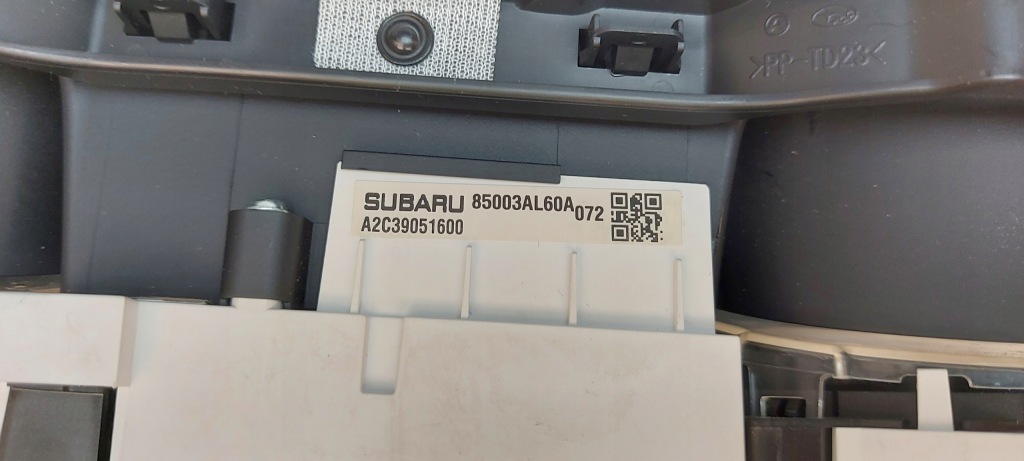 >PP-TD23<
SUBARU 85003AL60A 072
A2C39051600